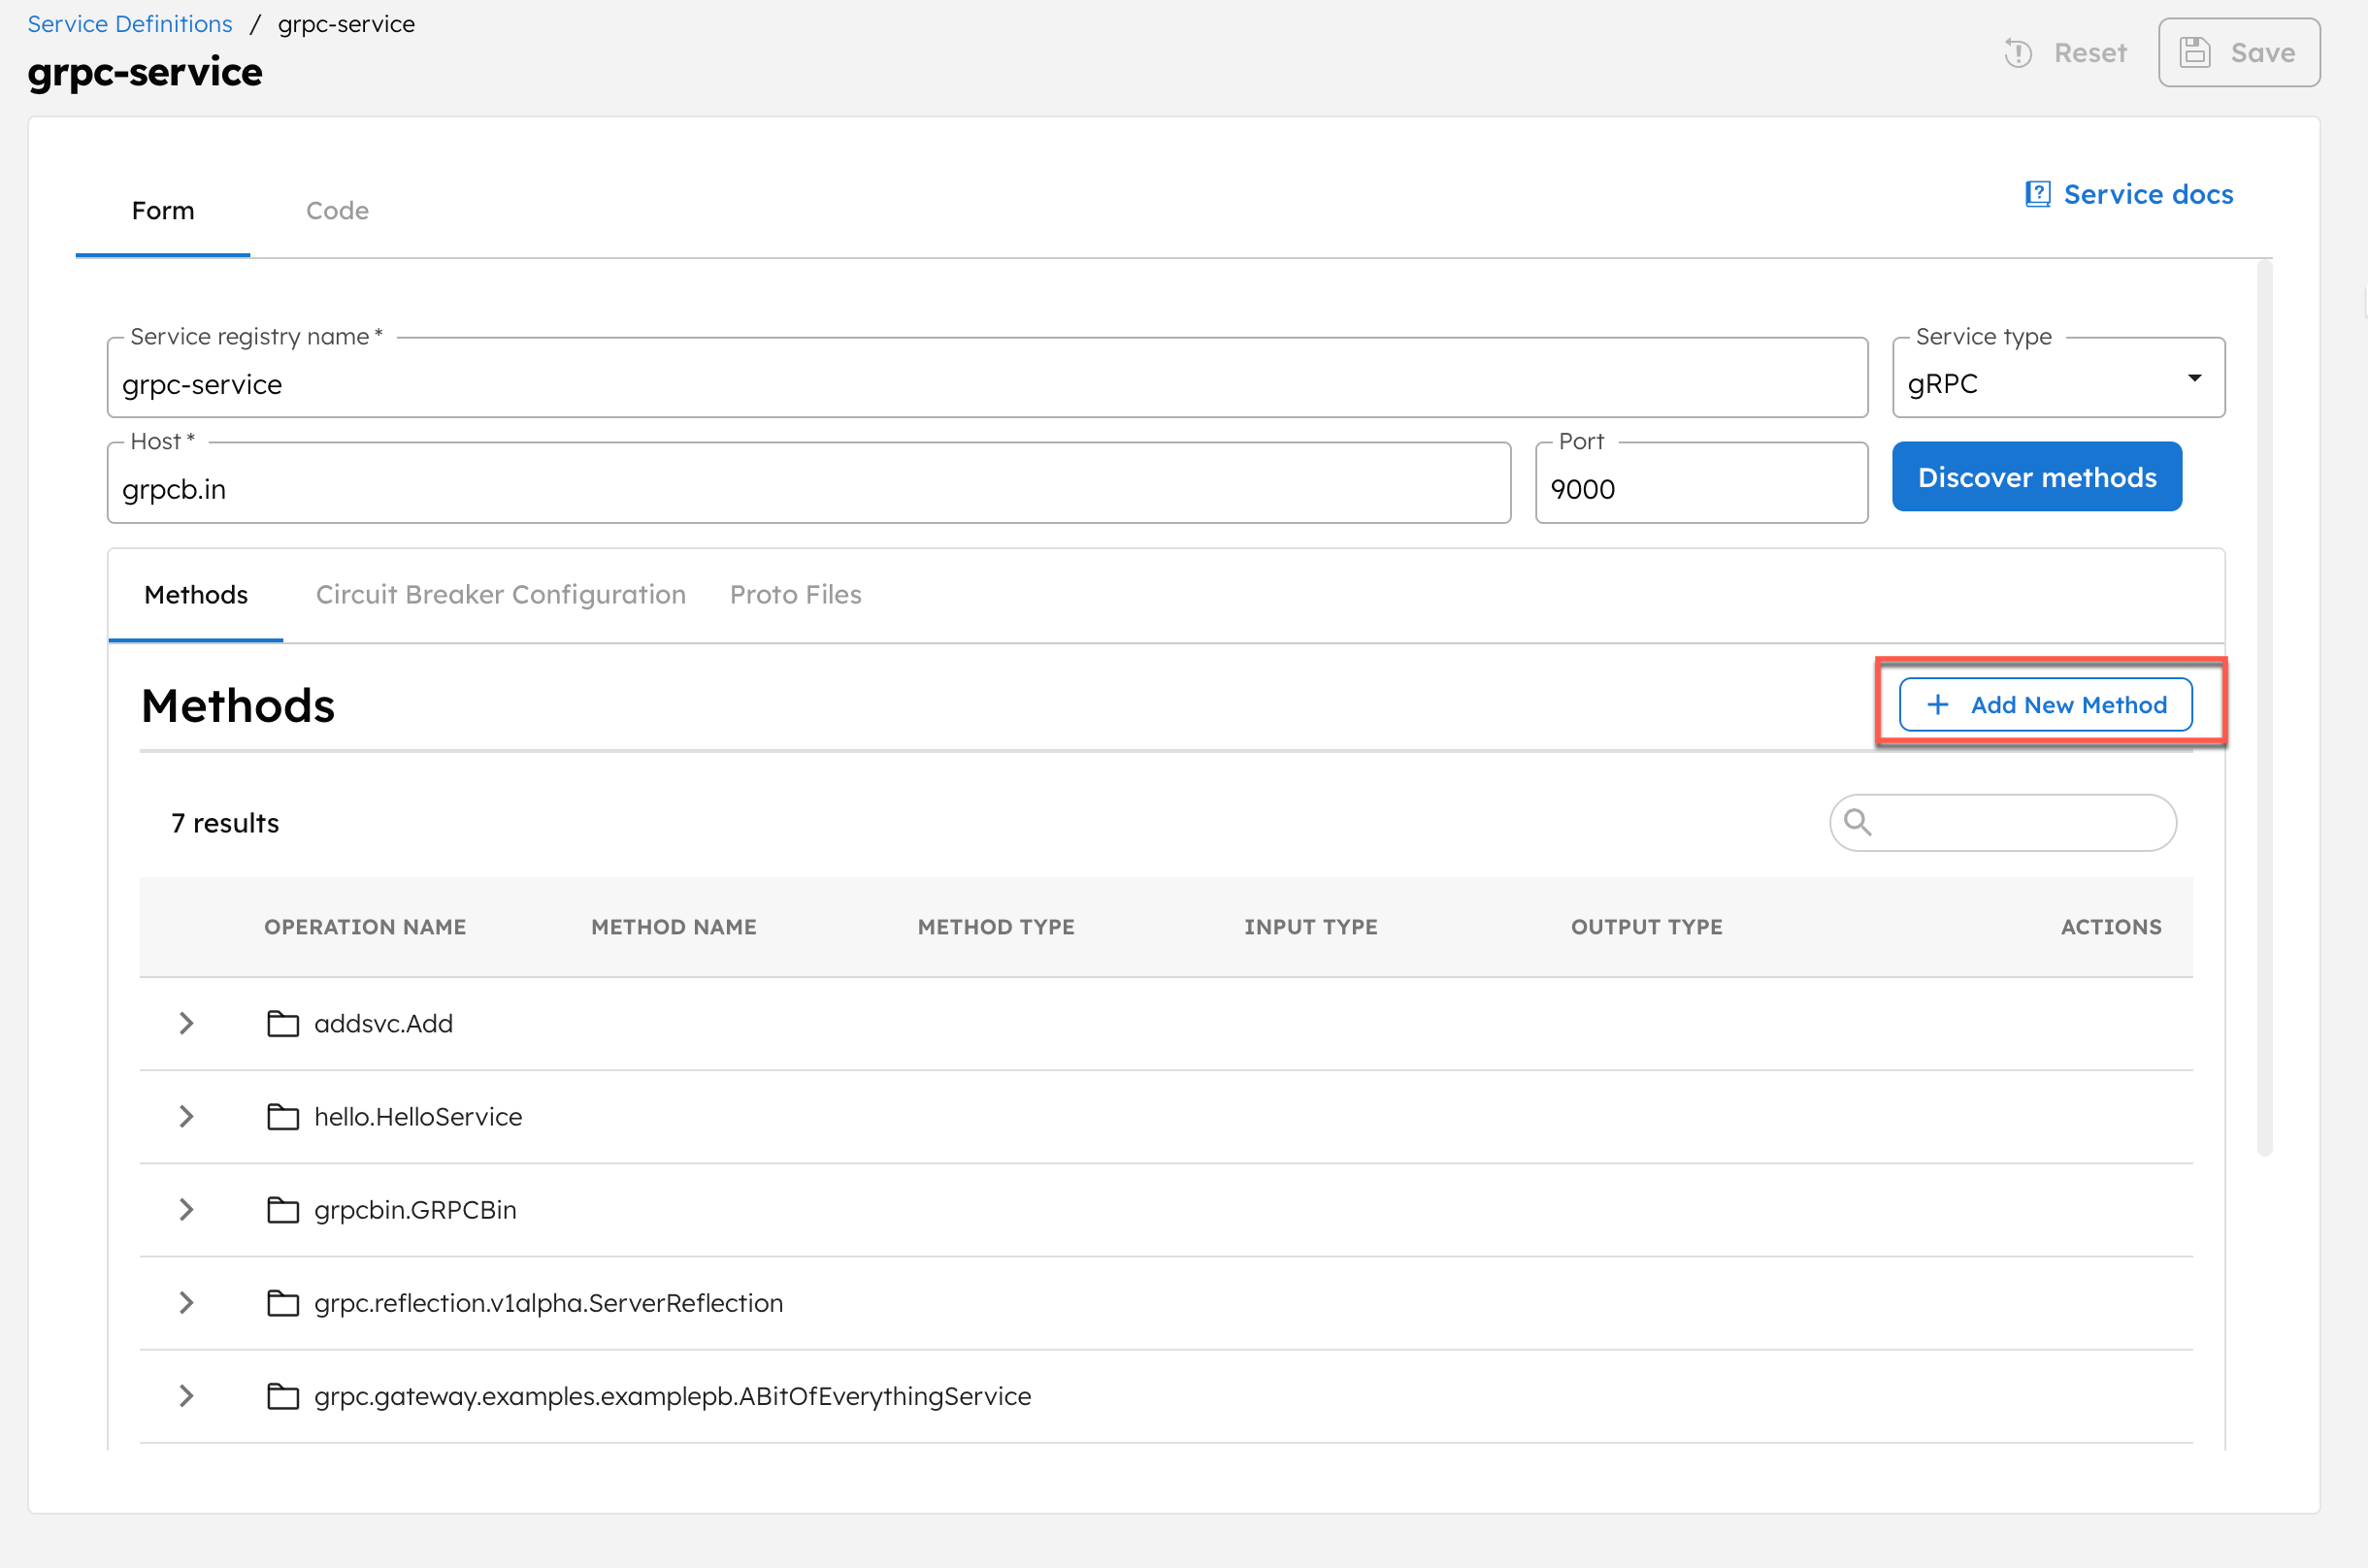 Service Definitions / grpc-service
grpc-service
Reset
Save
Form
Code
Service docs
Service registry name *
grpc-service
Service type
gRPC
Host *
grpcb.in
Port
9000
Discover methods
Methods
Circuit Breaker Configuration
Proto Files
Methods
+ Add New Method
7 results
OPERATION NAME
METHOD NAME
METHOD TYPE
INPUT TYPE
OUTPUT TYPE
ACTIONS
addsvc.Add
hello.HelloService
grpcbin.GRPCBin
grpc.reflection.v1alpha.ServerReflection
grpc.gateway.examples.examplepb.ABitOfEverythingService